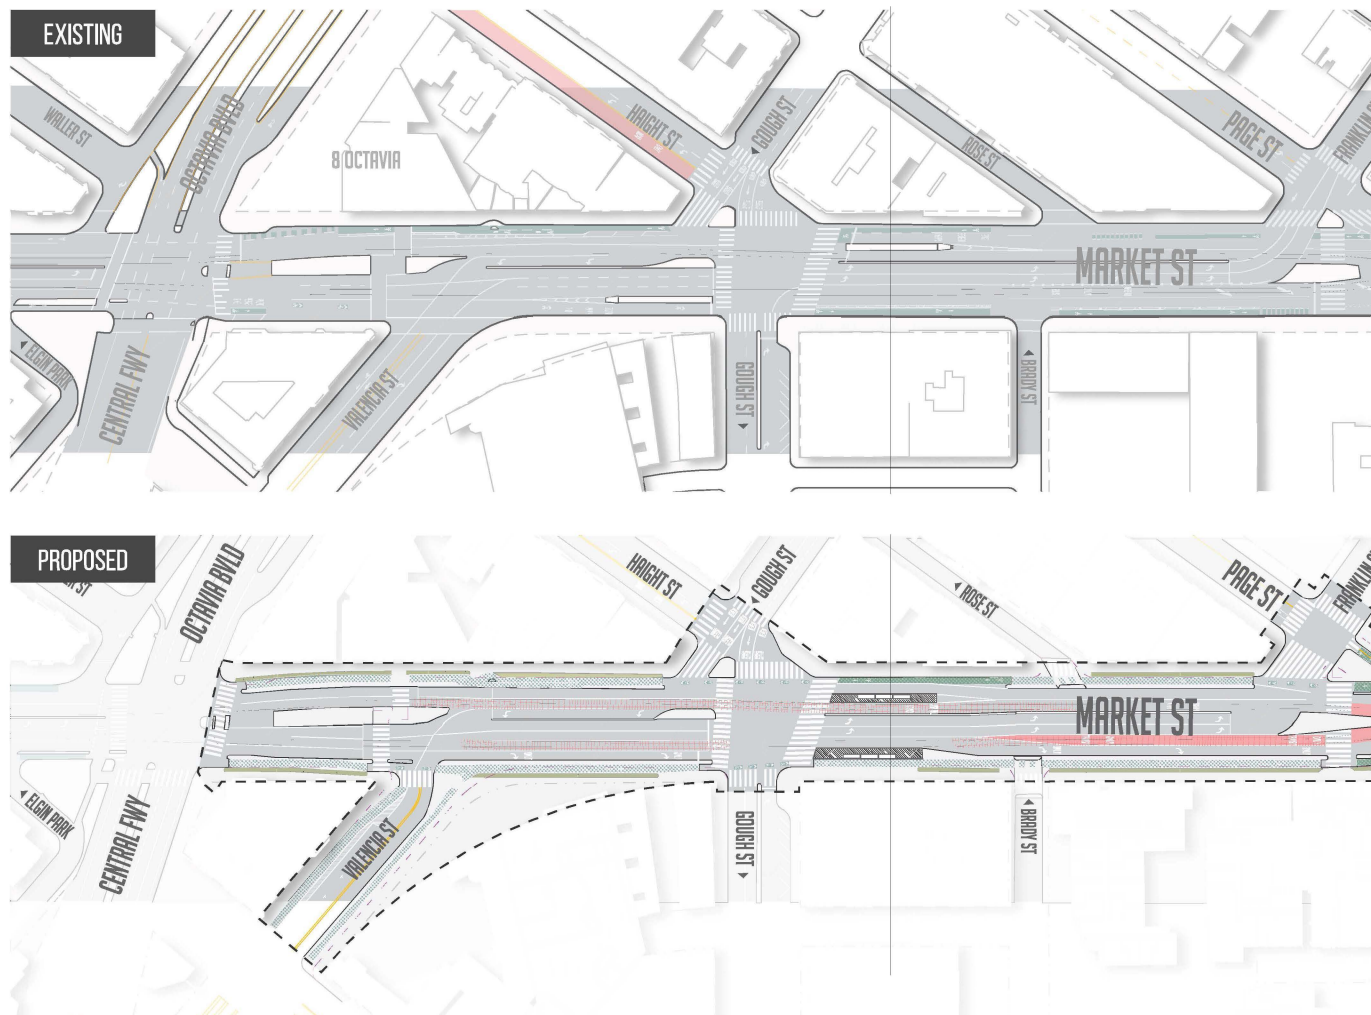 EXISTING
WALLER ST
OCTAVIA BVLD
8 OCTAVIA
HAIGHT ST
GOUGH ST
ROSE ST
PAGE ST
MARKET ST
ELGIN PARK
CENTRAL FWY
VALENCIA ST
GOUGH ST
BRADY ST
PROPOSED
OCTAVIA BVLD
HAIGHT ST
GOUGH ST
ROSE ST
PAGE ST
MARKET ST
ELGIN PARK
CENTRAL FWY
VALENCIA ST
GOUGH ST
BRADY ST